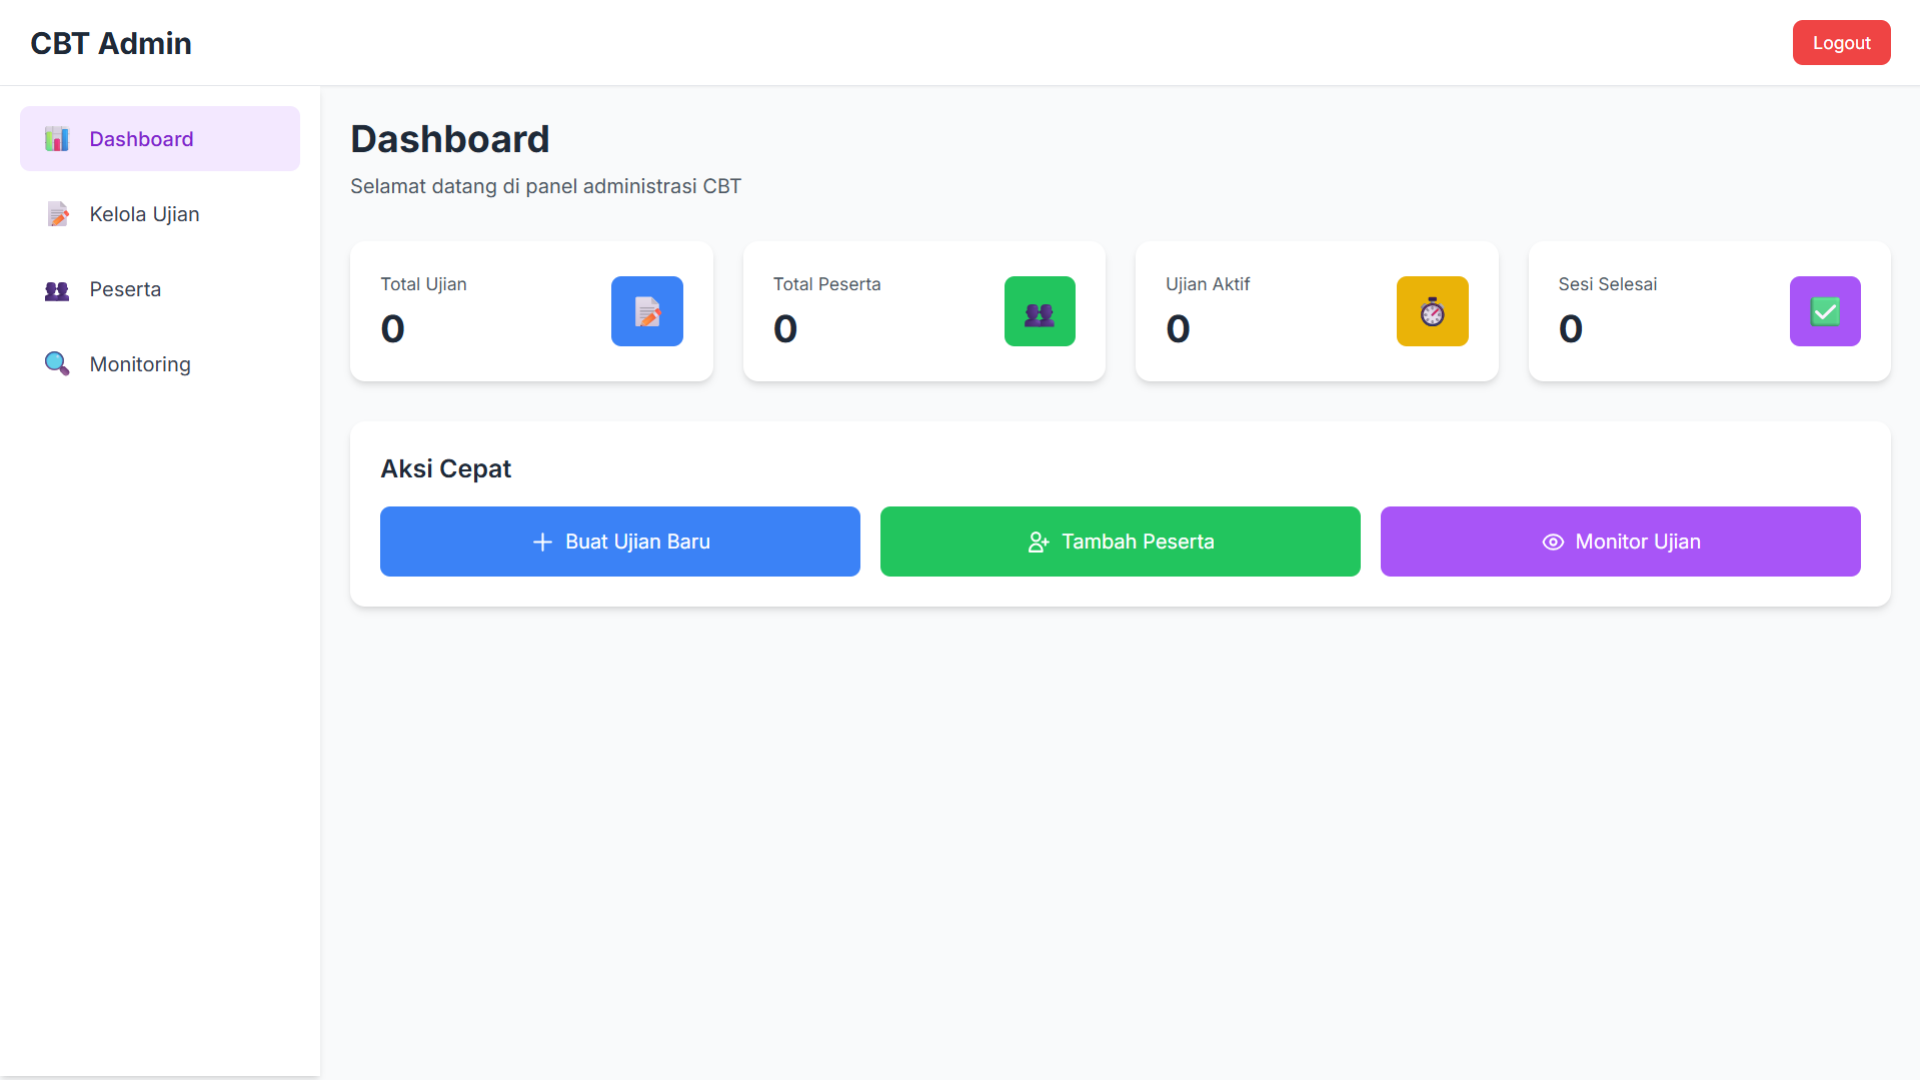 CBT Admin
Logout
Dashboard
Kelola Ujian
Peserta
Monitoring
Dashboard
Selamat datang di panel administrasi CBT
Total Ujian
0
Total Peserta
0
Ujian Aktif
0
Sesi Selesai
0
Aksi Cepat
Buat Ujian Baru
Tambah Peserta
Monitor Ujian